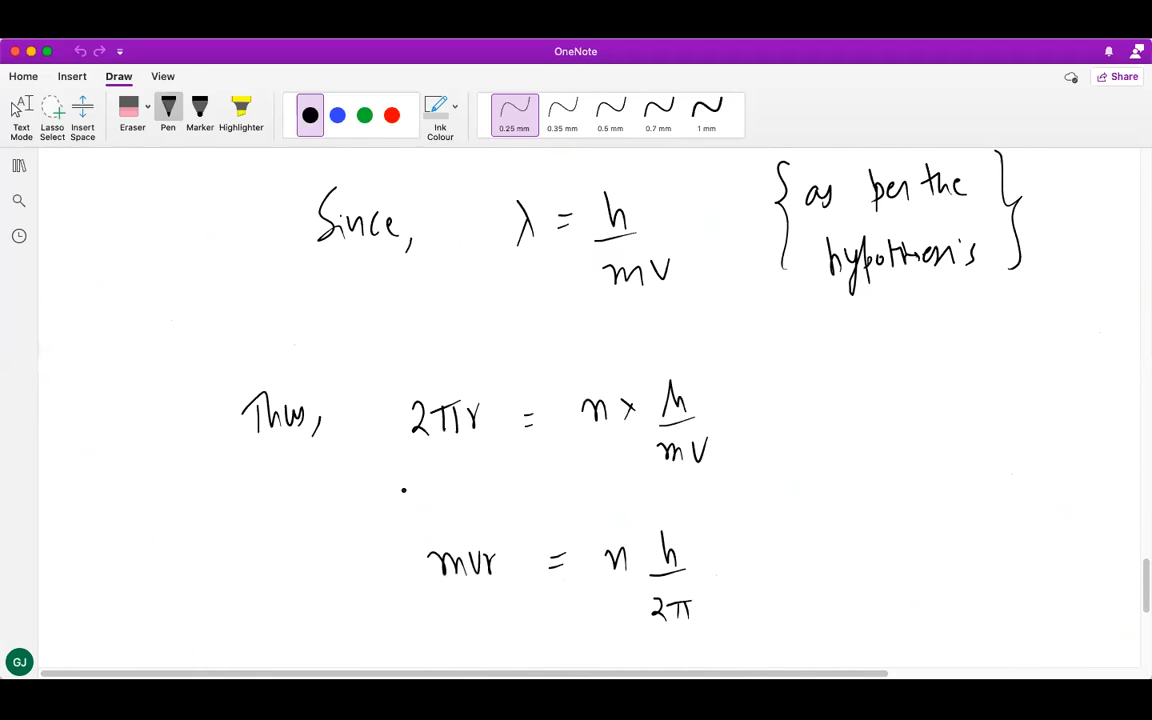 OneNote
Home Insert Draw View
Share
Text Mode
Lasso Select
Insert Space
Eraser
Pen
Marker
Highlighter
Ink Colour
0.25 mm
0.35 mm
0.5 mm
0.7 mm
1 mm
Since, λ = h/mv { as per the
hypothesis }
Thus, 2πr = n × h/mv
mvr = n h/2π
GJ